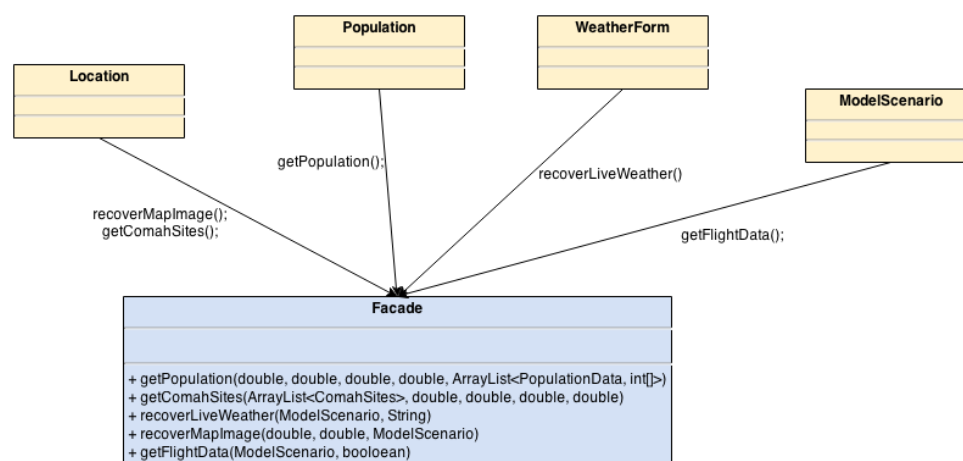 Population
WeatherForm
Location
ModelScenario
getPopulation();
recoverLiveWeather()
recoverMapImage();
getComahSites();
getFlightData();
Facade
+ getPopulation(double, double, double, double, ArrayList<PopulationData, int[]>)
+ getComahSites(ArrayList<ComahSites>, double, double, double, double)
+ recoverLiveWeather(ModelScenario, String)
+ recoverMapImage(double, double, ModelScenario)
+ getFlightData(ModelScenario, booloean)